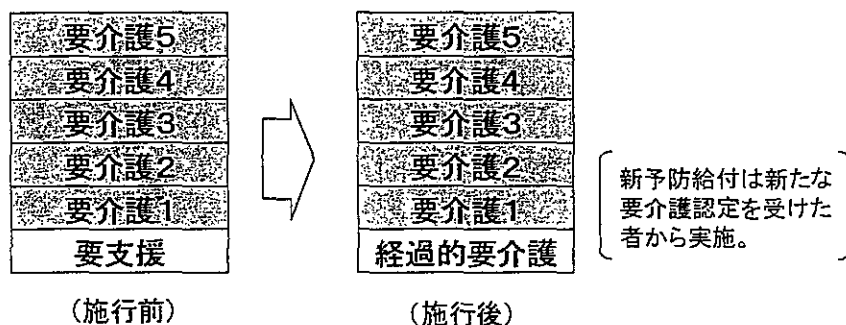 要介護5
要介護4
要介護3
要介護2
要介護1
要支援
(施行前)
要介護5
要介護4
要介護3
要介護2
要介護1
経過的要介護
(施行後)
新予防給付は新たな
要介護認定を受けた
者から実施。